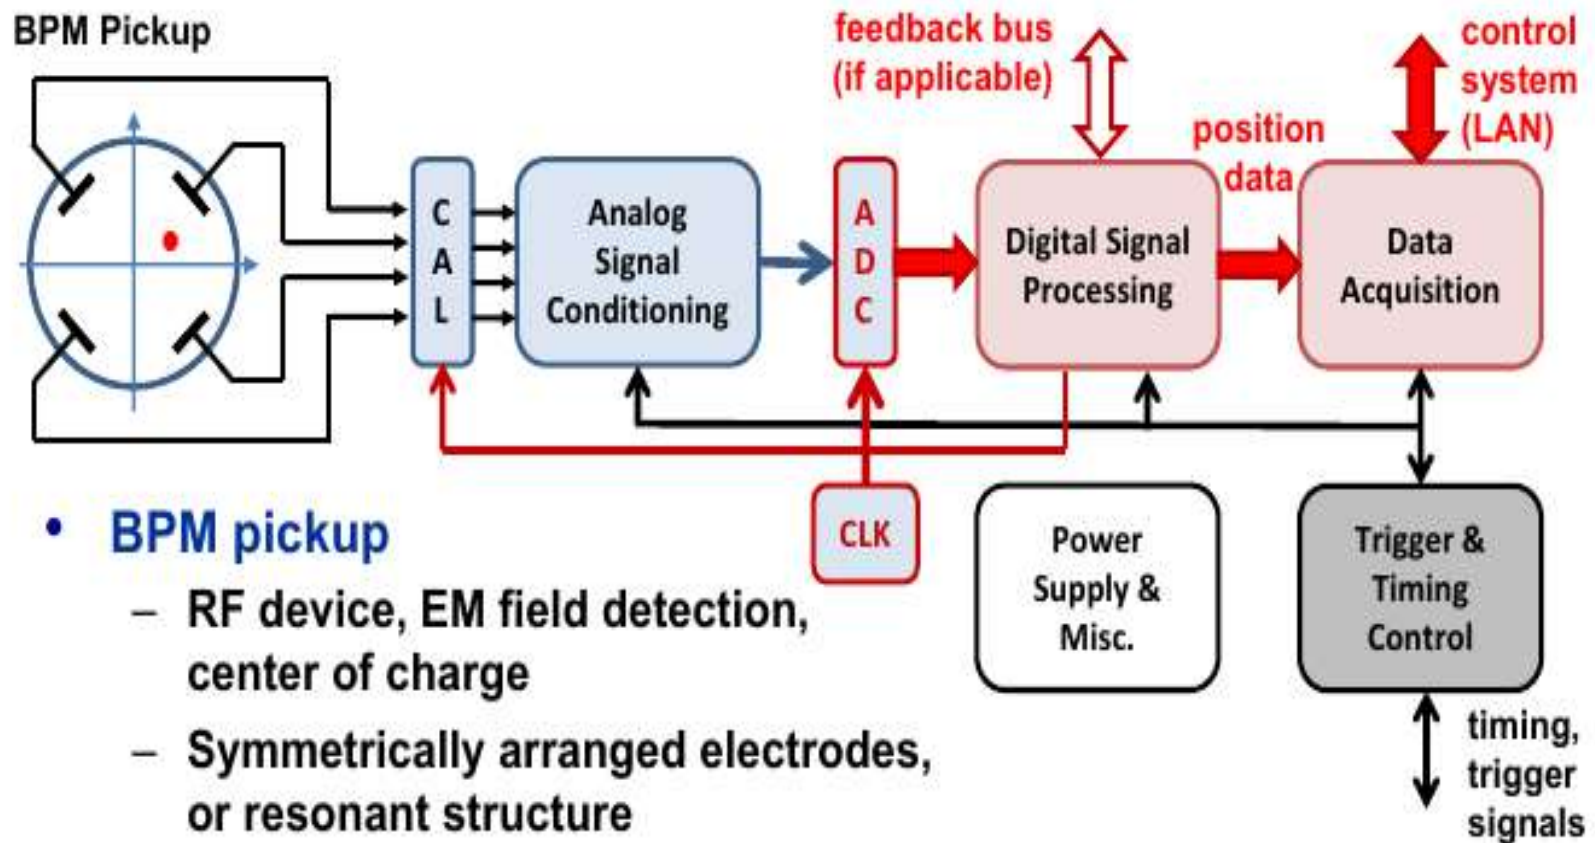 BPM Pickup
feedback bus
(if applicable)
control
system
(LAN)
position
data
C
A
L
Analog
Signal
Conditioning
A
D
C
Digital Signal
Processing
Data
Acquisition
CLK
Power
Supply &
Misc.
Trigger &
Timing
Control
timing,
trigger
signals
• BPM pickup
– RF device, EM field detection,
center of charge
– Symmetrically arranged electrodes,
or resonant structure